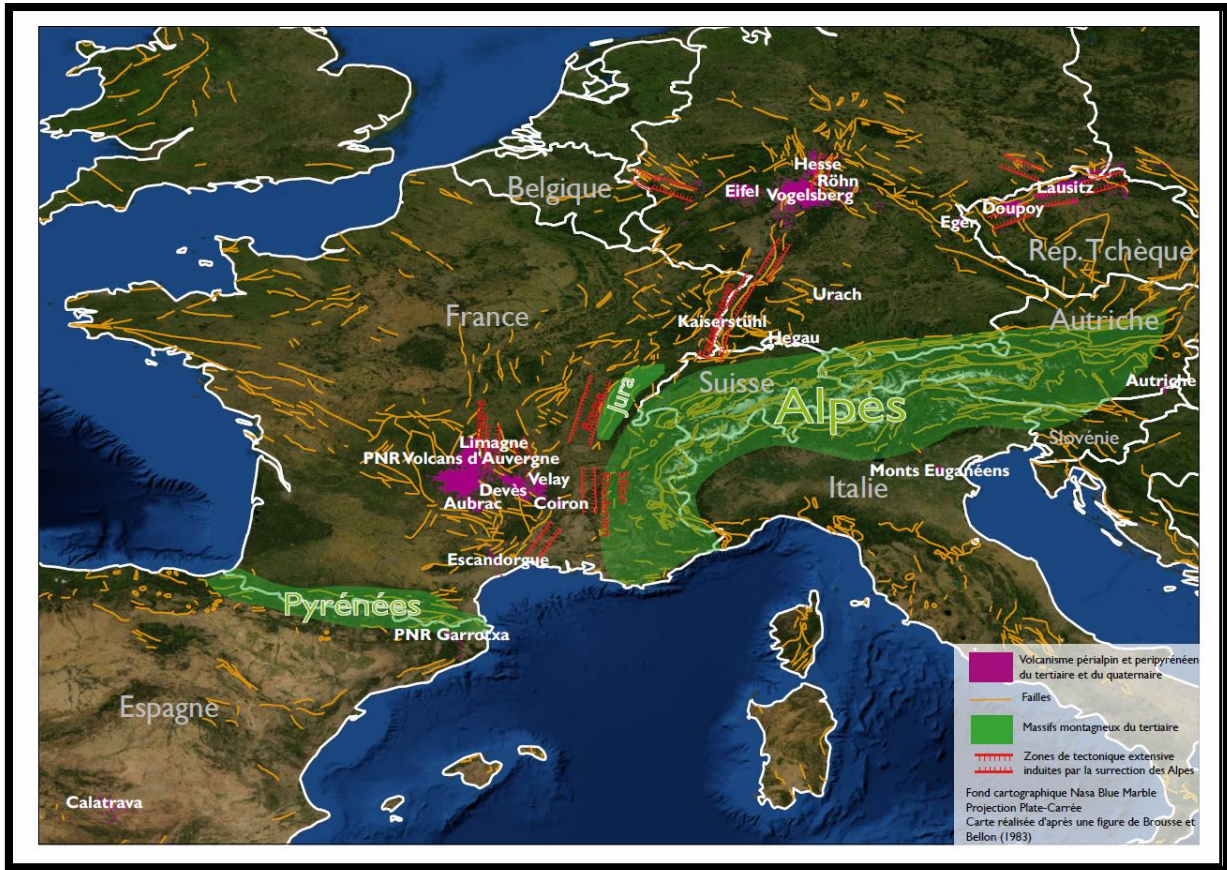 Hesse
Röhn
Belgique
Eifel
Vogelsberg
Lausitz
Doupoy
Eger
Rep.Tchèque
Urach
France
Kaiserstühl
Autriche
Hegau
Suisse
Jura
Bresse
Alpes
Autriche
Limagne
Slovénie
PNR Volcans d'Auvergne
Monts Euganéens
Velay
Devès
Italie
Aubrac
Coiron
Escandorgue
Pyrénées
PNR Garrotxa
Espagne
Calatrava
Volcanisme périalpin et peripyrénéen
du tertiaire et du quaternaire
Failles
Massifs montagneux du tertiaire
Zones de tectonique extensive
induites par la surrection des Alpes
Fond cartographique Nasa Blue Marble
Projection Plate-Carrée
Carte réalisée d'après une figure de Brousse et
Bellon (1983)